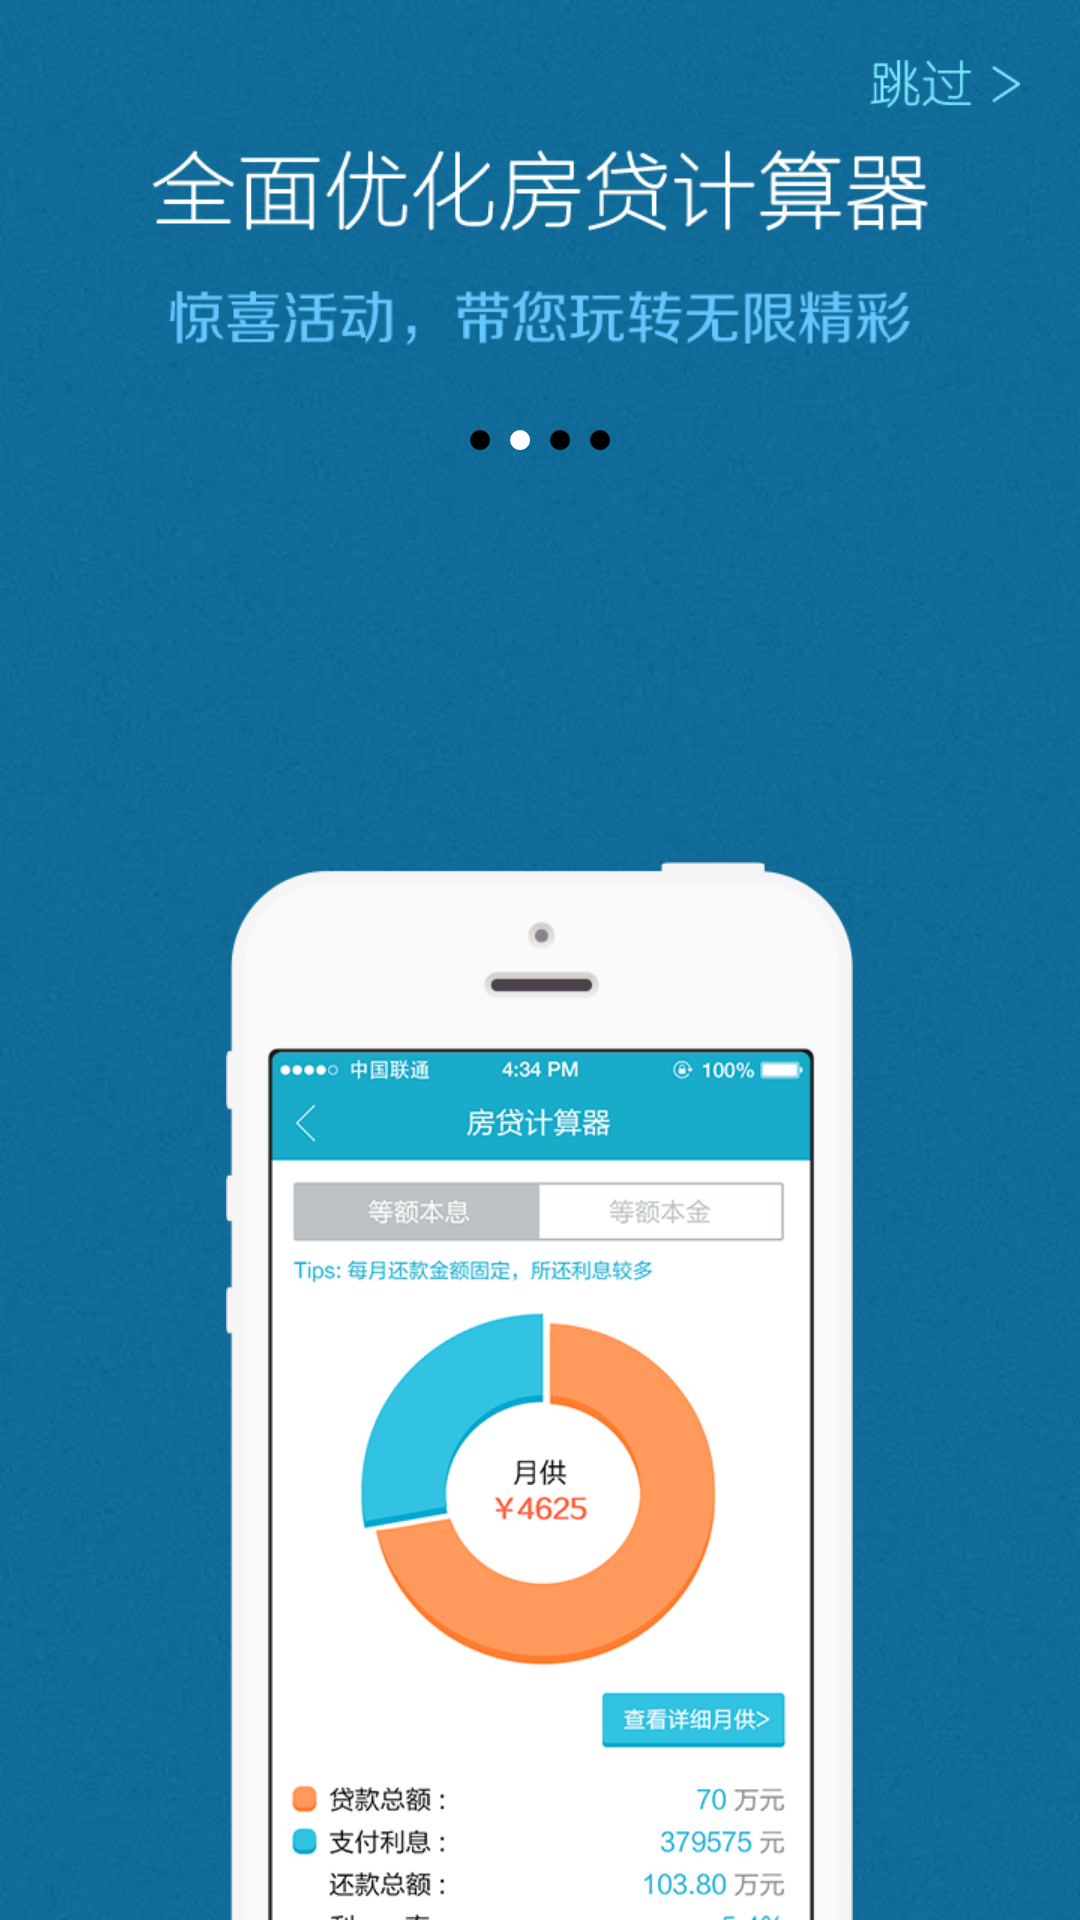 跳过 >
全面优化房贷计算器
惊喜活动，带您玩转无限精彩
中国联通 4:34 PM 100%
房贷计算器
等额本息 等额本金
Tips: 每月还款金额固定，所还利息较多
月供
¥4625
查看详细月供>
贷款总额： 70 万元
支付利息： 379575 元
还款总额： 103.80 万元